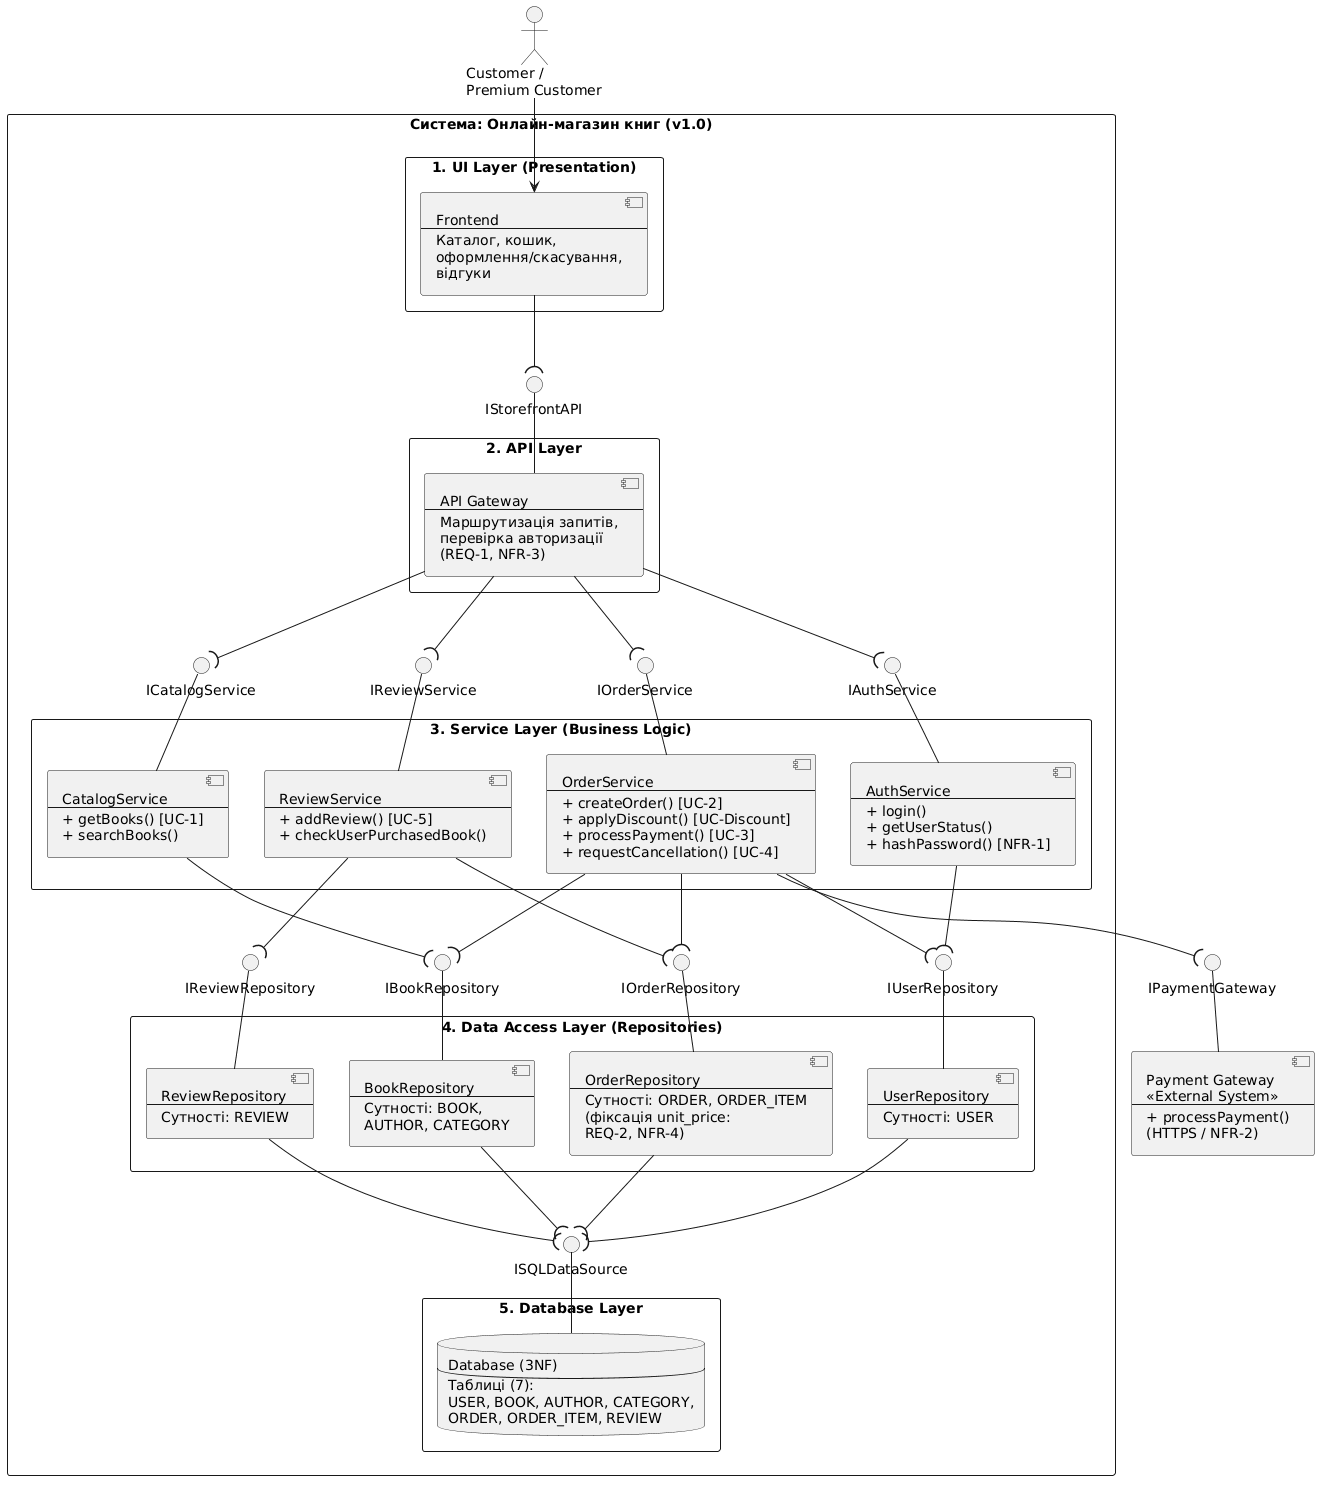 Customer /
Premium Customer
Система: Онлайн-магазин книг (v1.0)
1. UI Layer (Presentation)
Frontend
Каталог, кошик,
оформлення/скасування,
відгуки
IStorefrontAPI
2. API Layer
API Gateway
Маршрутизація запитів,
перевірка авторизації
(REQ-1, NFR-3)
ICatalogService
IReviewService
IOrderService
IAuthService
3. Service Layer (Business Logic)
CatalogService
+ getBooks() [UC-1]
+ searchBooks()
ReviewService
+ addReview() [UC-5]
+ checkUserPurchasedBook()
OrderService
+ createOrder() [UC-2]
+ applyDiscount() [UC-Discount]
+ processPayment() [UC-3]
+ requestCancellation() [UC-4]
AuthService
+ login()
+ getUserStatus()
+ hashPassword() [NFR-1]
IReviewRepository
IBookRepository
IOrderRepository
IUserRepository
IPaymentGateway
4. Data Access Layer (Repositories)
ReviewRepository
Сутності: REVIEW
BookRepository
Сутності: BOOK,
AUTHOR, CATEGORY
OrderRepository
Сутності: ORDER, ORDER_ITEM
(фіксація unit_price:
REQ-2, NFR-4)
UserRepository
Сутності: USER
Payment Gateway
«External System»
+ processPayment()
(HTTPS / NFR-2)
ISQLDataSource
5. Database Layer
Database (3NF)
Таблиці (7):
USER, BOOK, AUTHOR, CATEGORY,
ORDER, ORDER_ITEM, REVIEW